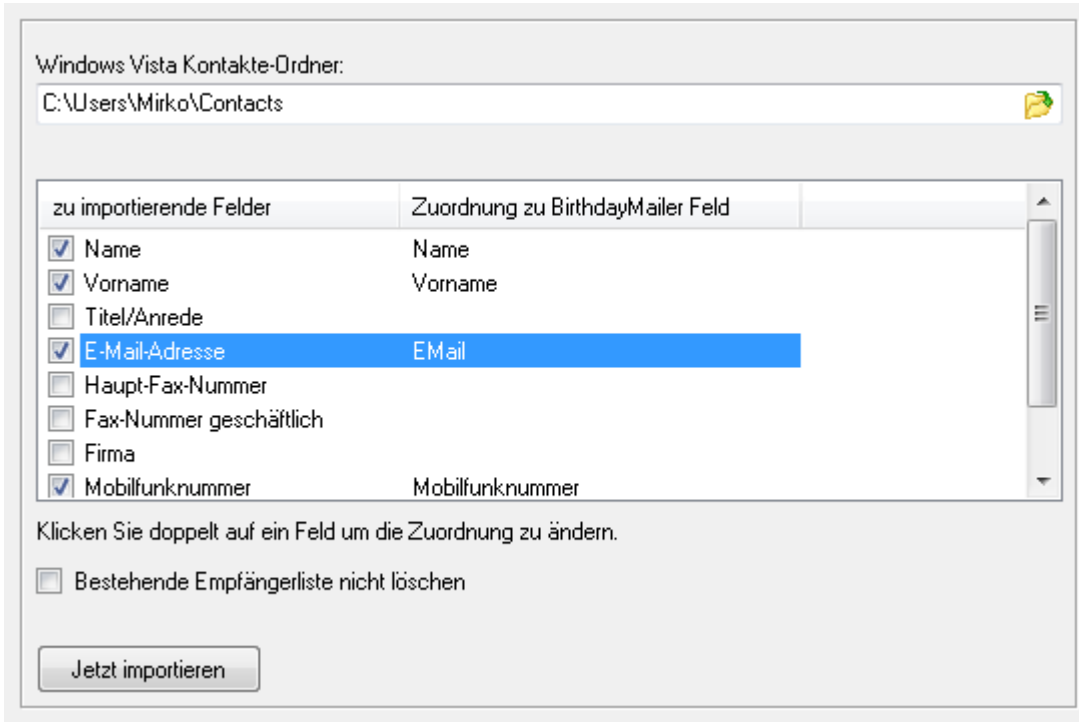 Windows Vista Kontakte-Ordner:
C:\Users\Mirko\Contacts
zu importierende Felder Zuordnung zu BirthdayMailer Feld
Name Name
Vorname Vorname
Titel/Anrede
E-Mail-Adresse EMail
Haupt-Fax-Nummer
Fax-Nummer geschäftlich
Firma
Mobilfunknummer Mobilfunknummer
Klicken Sie doppelt auf ein Feld um die Zuordnung zu ändern.
Bestehende Empfängerliste nicht löschen
Jetzt importieren